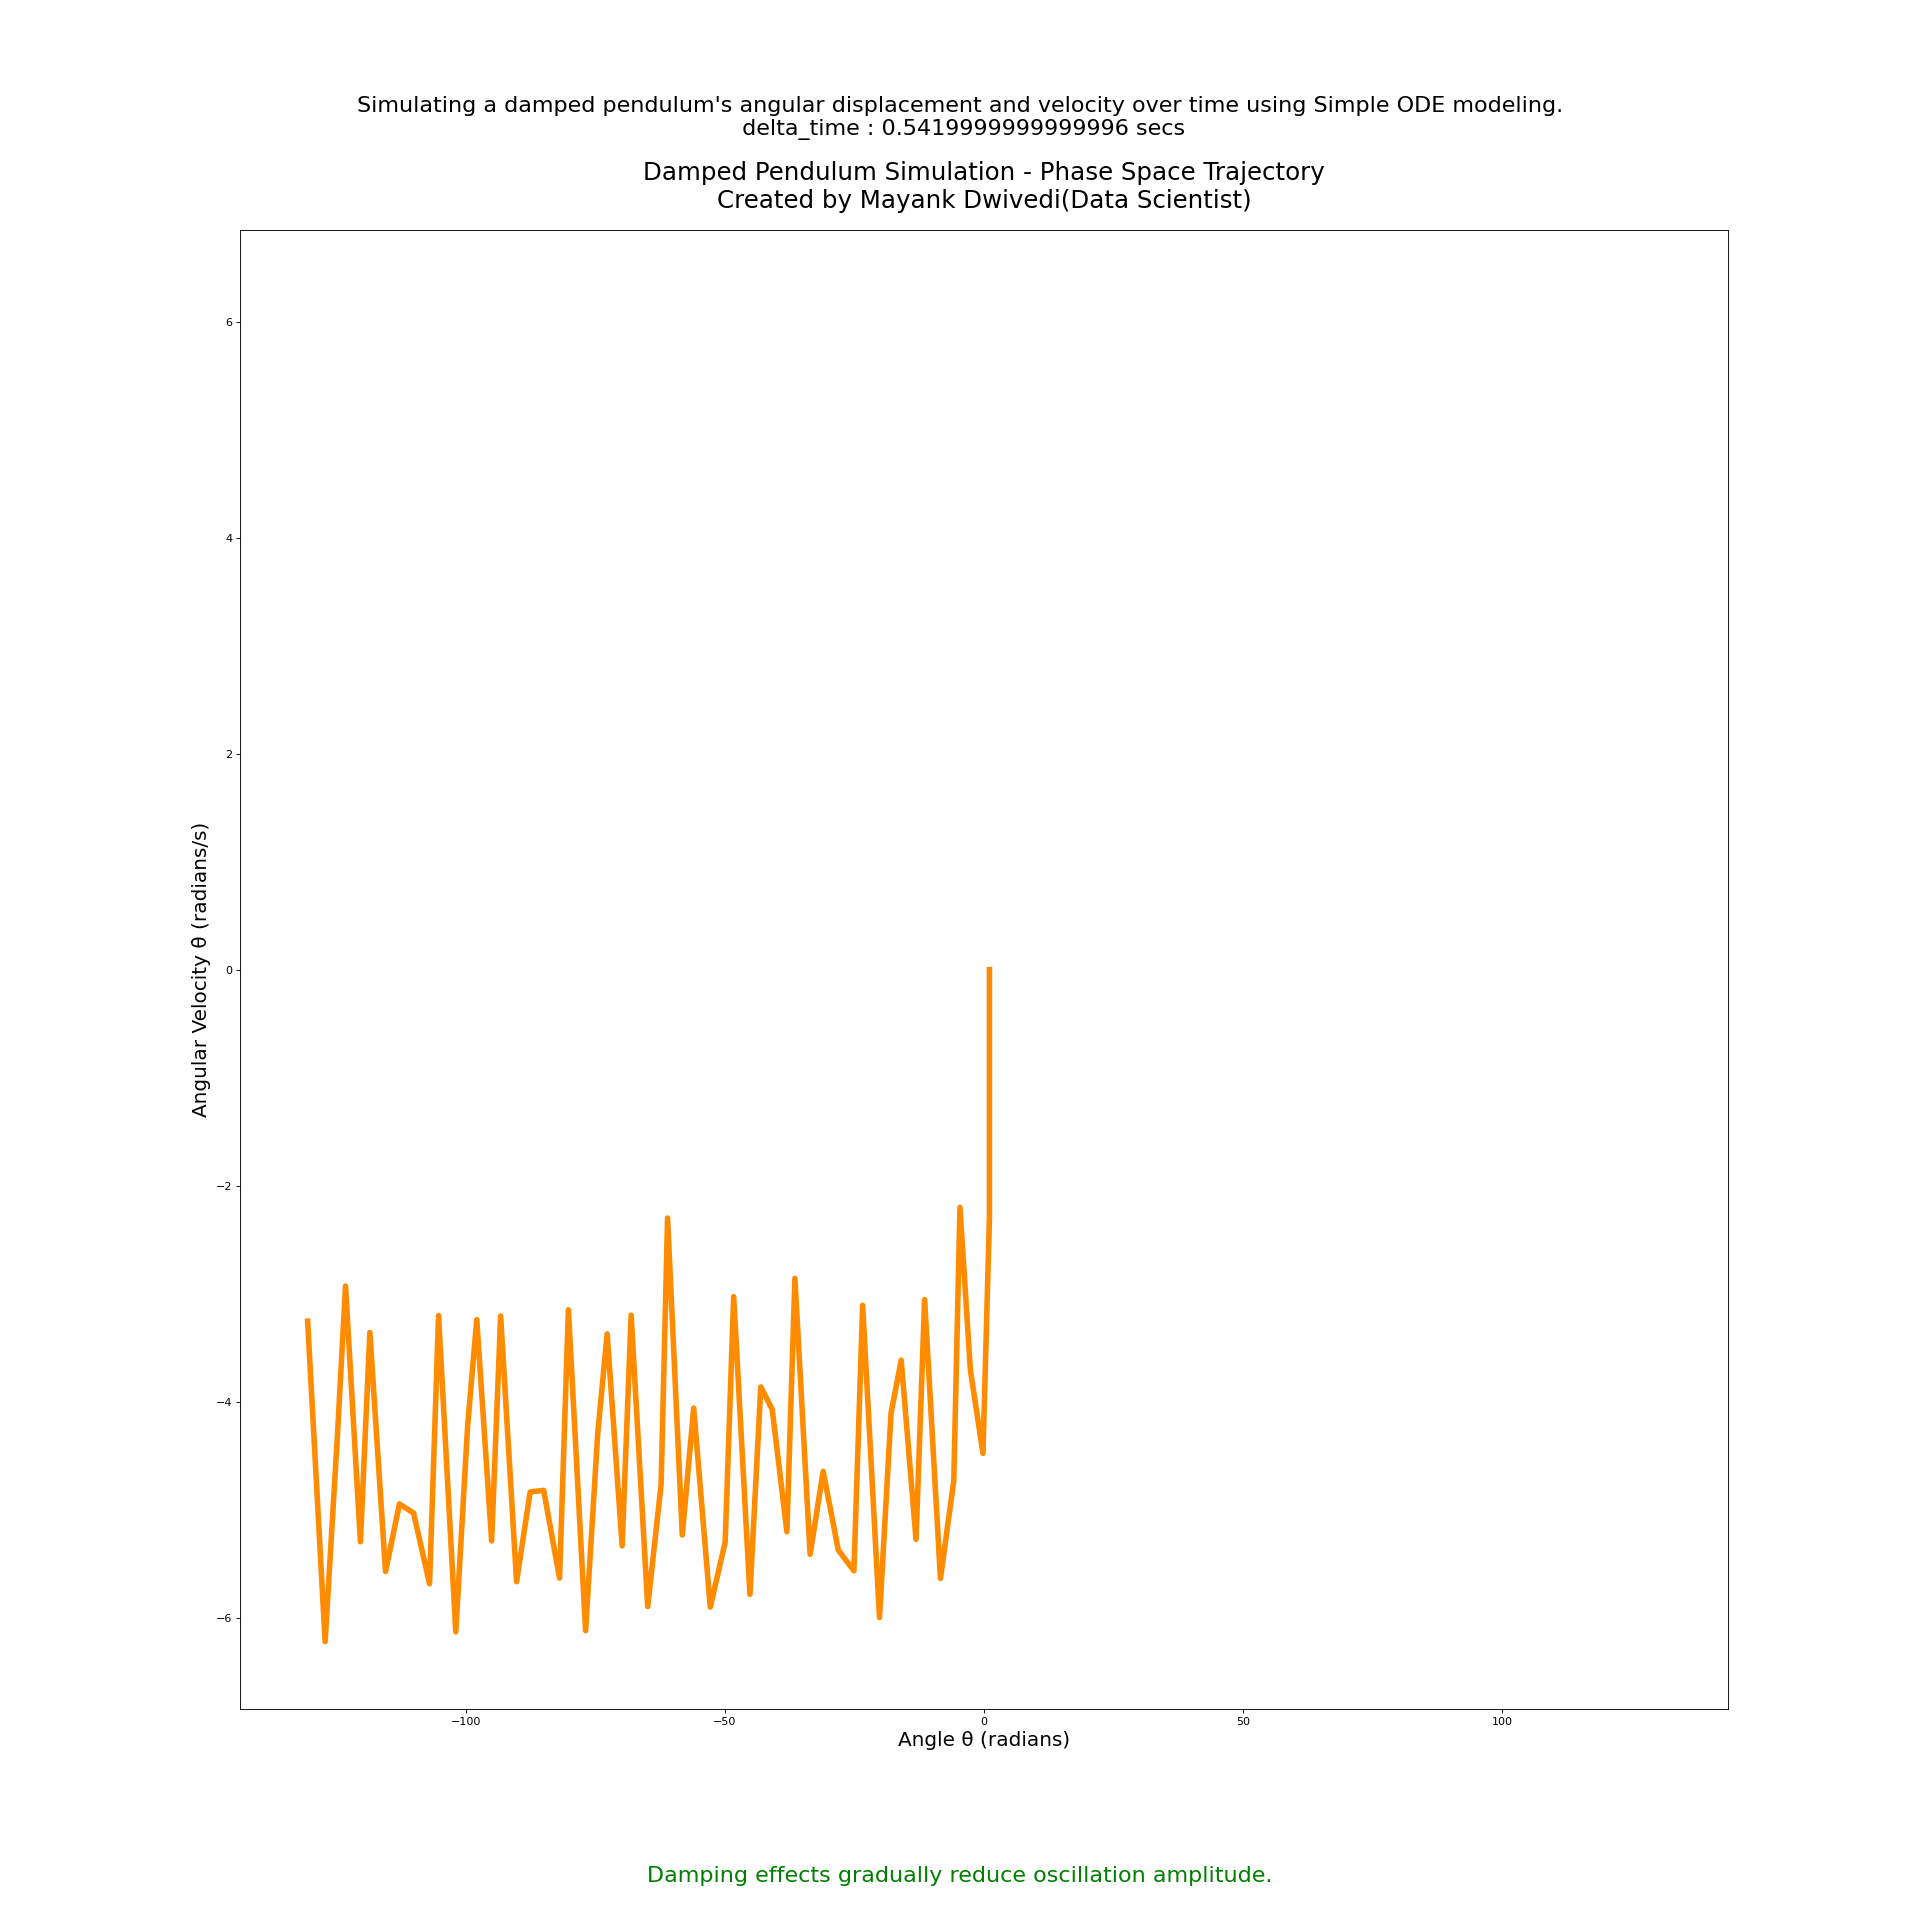 Simulating a damped pendulum's angular displacement and velocity over time using Simple ODE modeling.
delta_time : 0.5419999999999996 secs
Damped Pendulum Simulation - Phase Space Trajectory
Created by Mayank Dwivedi(Data Scientist)
Angular Velocity θ (radians/s)
6
4
2
0
−2
−4
−6
−100
−50
0
50
100
Angle θ (radians)
Damping effects gradually reduce oscillation amplitude.